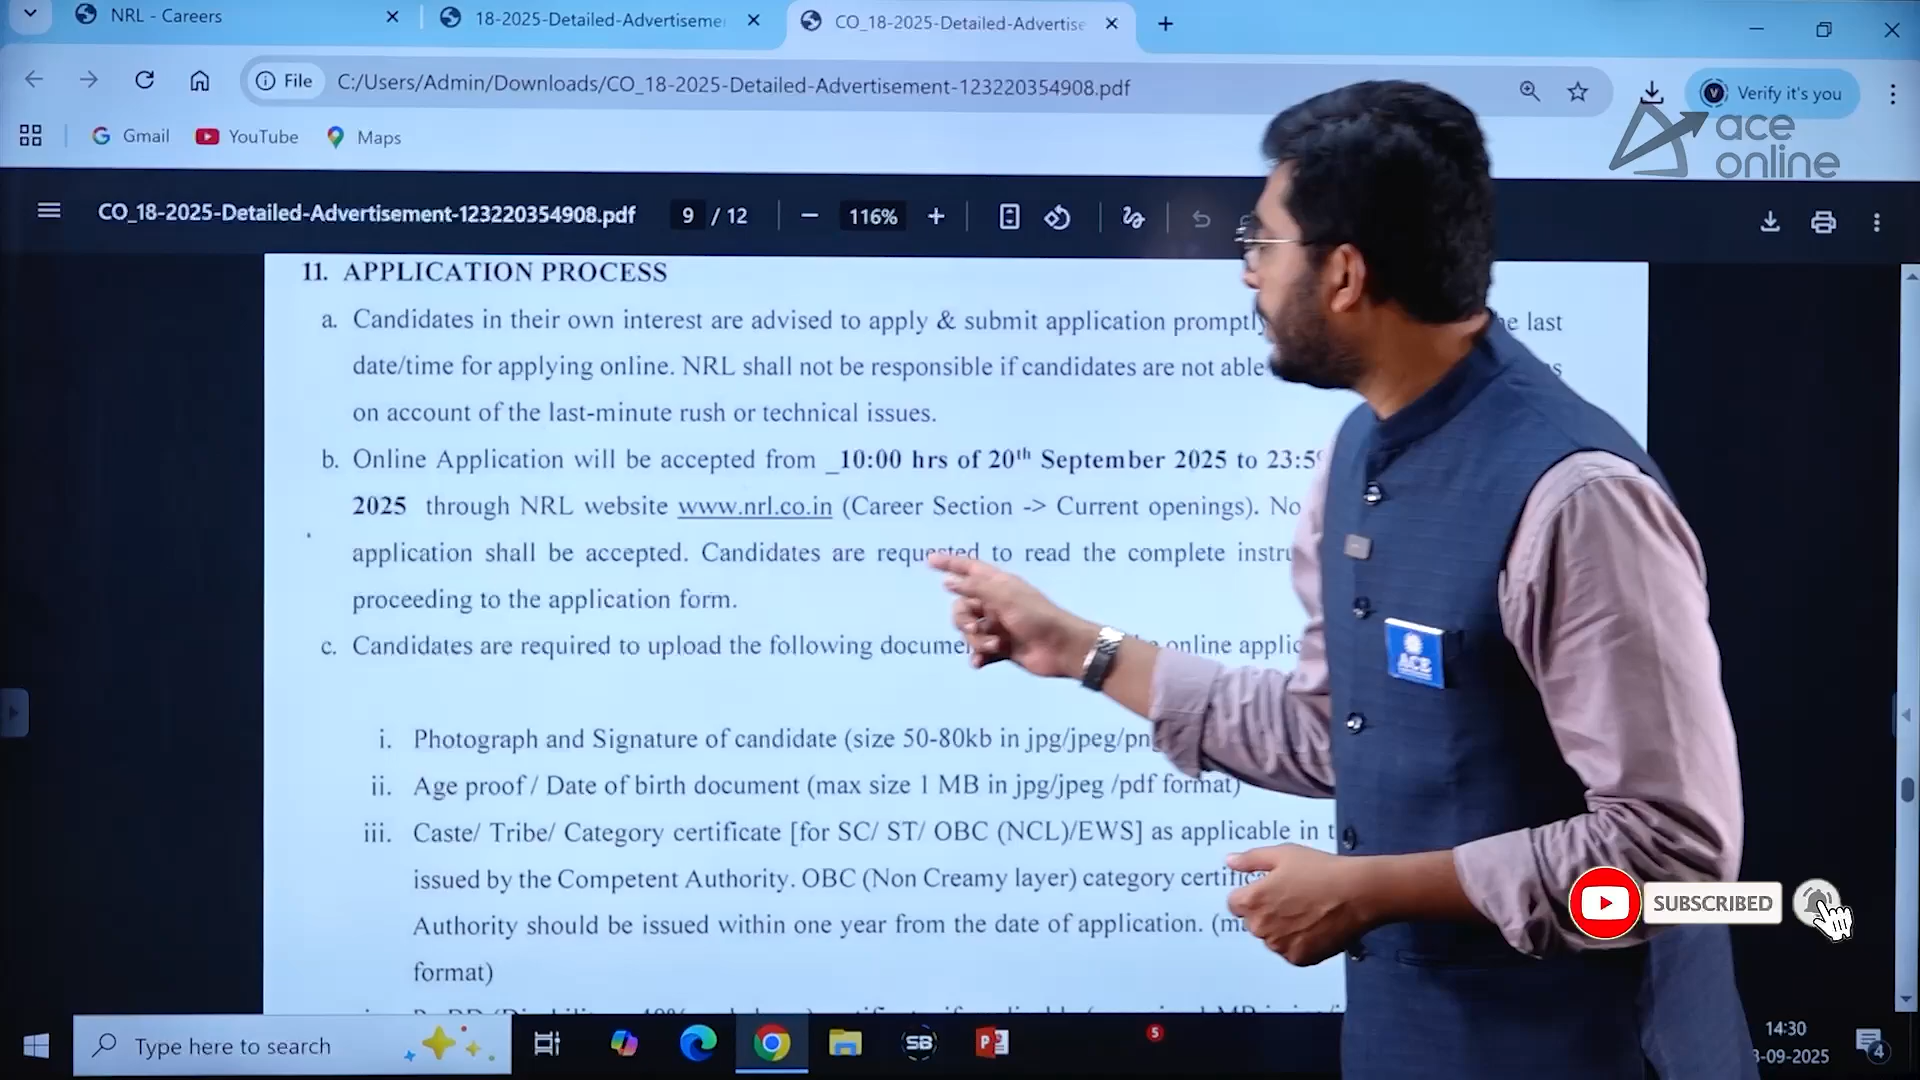 NRL - Careers
18-2025-Detailed-Advertiseme
CO_18-2025-Detailed-Advertise
File
C:/Users/Admin/Downloads/CO_18-2025-Detailed-Advertisement-123220354908.pdf
Verify it's you
Gmail
YouTube
Maps
ace
online
CO_18-2025-Detailed-Advertisement-123220354908.pdf
9 / 12
116%
11. APPLICATION PROCESS
a. Candidates in their own interest are advised to apply & submit application promptly last
date/time for applying online. NRL shall not be responsible if candidates are not able
on account of the last-minute rush or technical issues.
b. Online Application will be accepted from _10:00 hrs of 20th September 2025 to 23:5
2025 through NRL website www.nrl.co.in (Career Section -> Current openings). No
application shall be accepted. Candidates are requested to read the complete instru
proceeding to the application form.
c. Candidates are required to upload the following docume online applic
i. Photograph and Signature of candidate (size 50-80kb in jpg/jpeg/png
ii. Age proof / Date of birth document (max size 1 MB in jpg/jpeg /pdf format)
iii. Caste/ Tribe/ Category certificate [for SC/ ST/ OBC (NCL)/EWS] as applicable in t
issued by the Competent Authority. OBC (Non Creamy layer) category certific
Authority should be issued within one year from the date of application. (ma
format)
ACE
SUBSCRIBED
Type here to search
SB
5
14:30
-09-2025
4